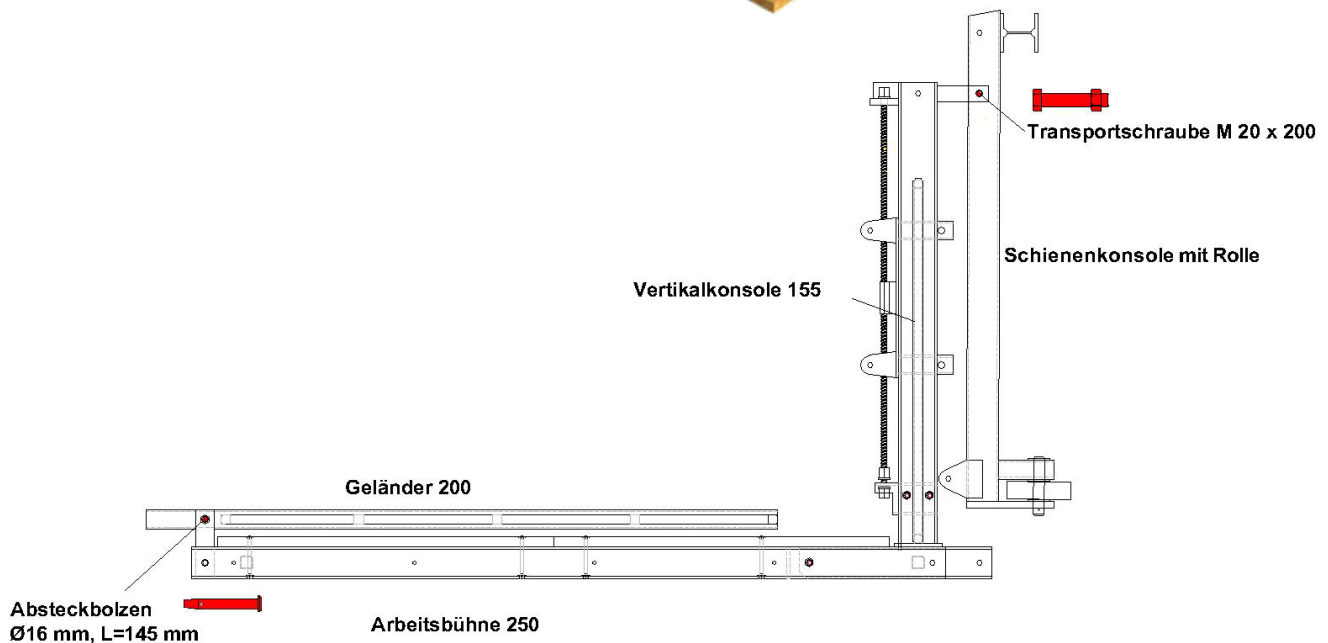 Transportschraube M 20 x 200
Schienenkonsole mit Rolle
Vertikalkonsole 155
Geländer 200
Absteckbolzen
Ø16 mm, L=145 mm
Arbeitsbühne 250